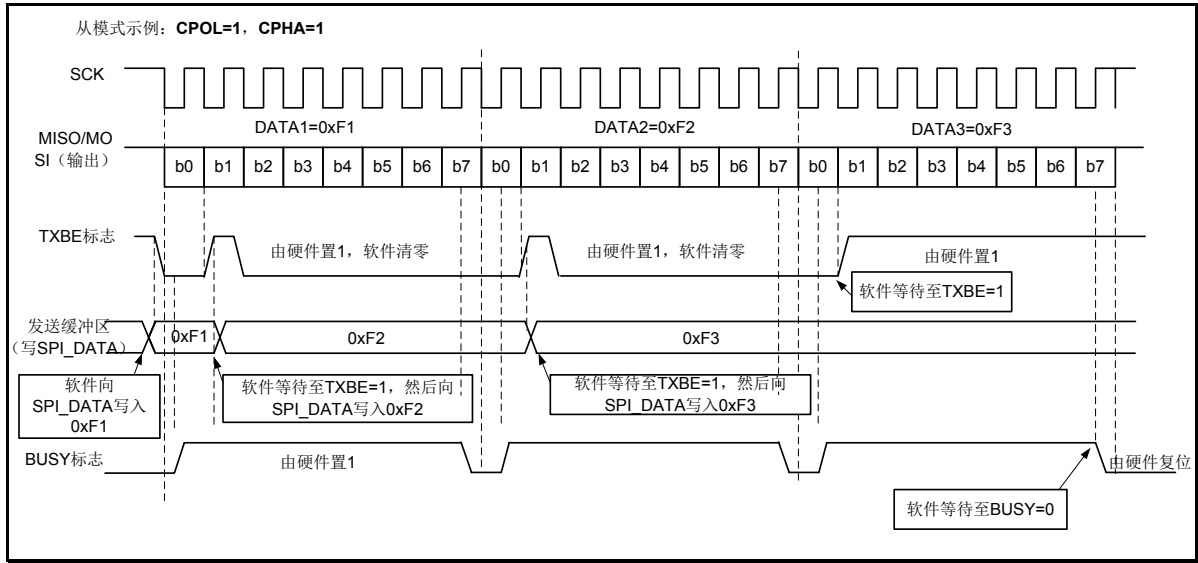 从模式示例：CPOL=1，CPHA=1
SCK
DATA1=0xF1
DATA2=0xF2
DATA3=0xF3
MISO/MO
SI（输出）
b0 b1 b2 b3 b4 b5 b6 b7 b0 b1 b2 b3 b4 b5 b6 b7 b0 b1 b2 b3 b4 b5 b6 b7
TXBE标志
由硬件置1，软件清零
由硬件置1，软件清零
由硬件置1
软件等待至TXBE=1
发送缓冲区
（写SPI_DATA）
0xF1
0xF2
0xF3
软件向
SPI_DATA写入
0xF1
软件等待至TXBE=1，然后向
SPI_DATA写入0xF2
软件等待至TXBE=1，然后向
SPI_DATA写入0xF3
BUSY标志
由硬件置1
由硬件复位
软件等待至BUSY=0